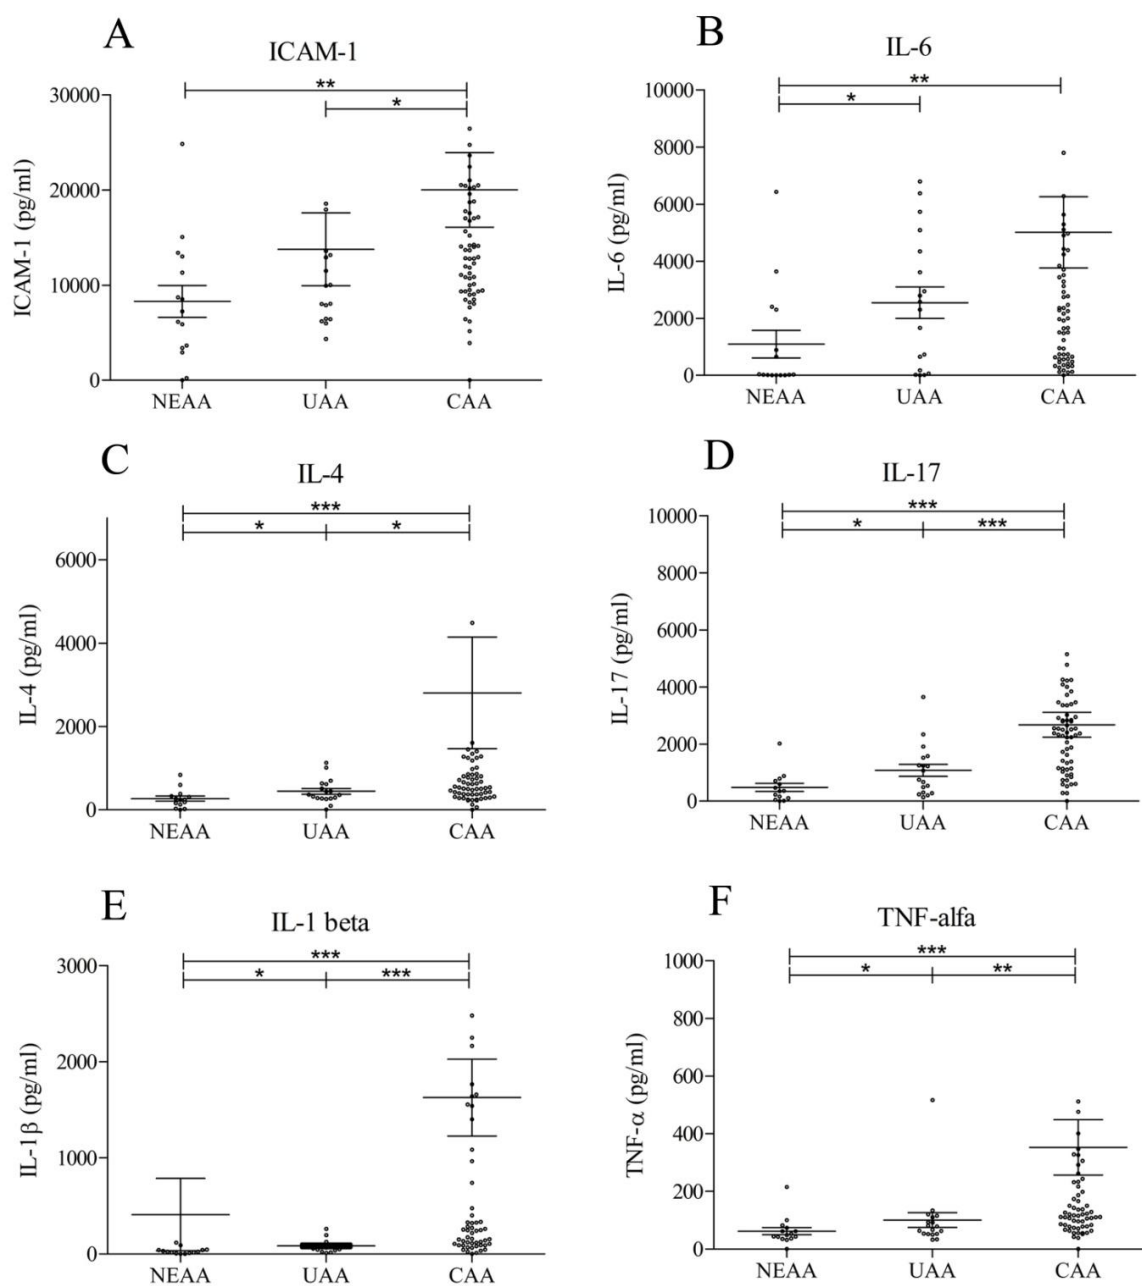 A
ICAM-1
**
*
ICAM-1 (pg/ml)
30000
20000
10000
0
NEAA UAA CAA
B
IL-6
**
*
IL-6 (pg/ml)
10000
8000
6000
4000
2000
0
NEAA UAA CAA
C
IL-4
***
* *
IL-4 (pg/ml)
6000
4000
2000
0
NEAA UAA CAA
D
IL-17
***
* ***
IL-17 (pg/ml)
10000
8000
6000
4000
2000
0
NEAA UAA CAA
E
IL-1 beta
***
* ***
IL-1β (pg/ml)
3000
2000
1000
0
NEAA UAA CAA
F
TNF-alfa
***
* **
TNF-α (pg/ml)
1000
800
600
400
200
0
NEAA UAA CAA